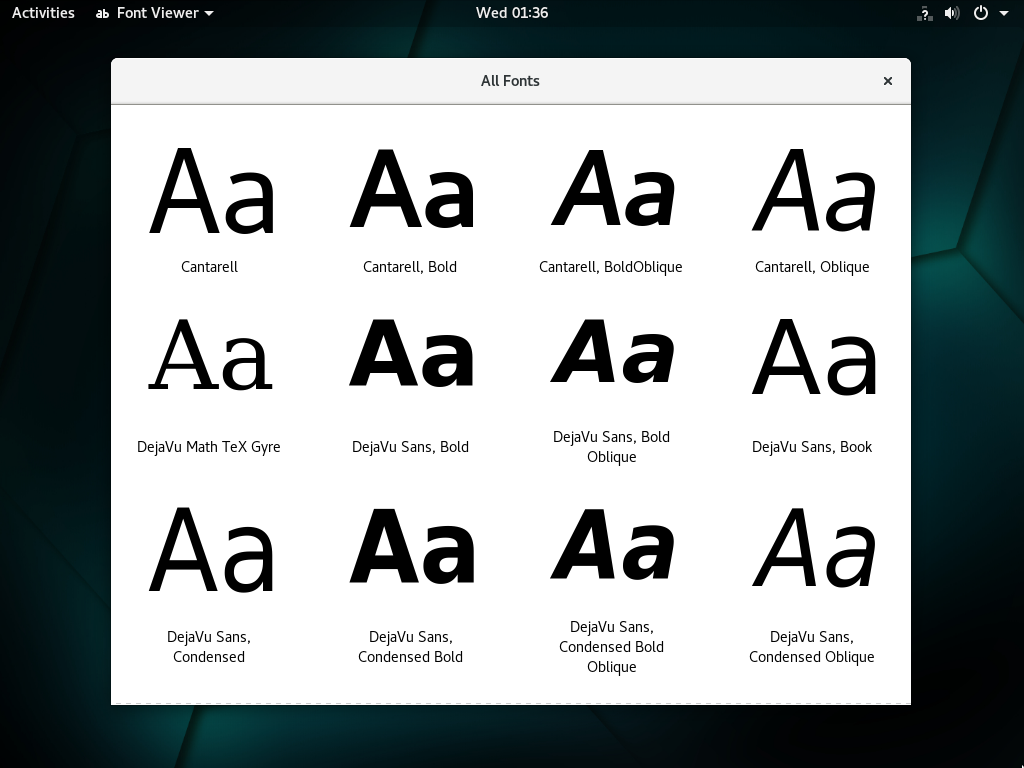 Activities
ab Font Viewer
Wed 01:36
?
All Fonts
Aa
Aa
Aa
Aa
Cantarell
Cantarell, Bold
Cantarell, BoldOblique
Cantarell, Oblique
Aa
Aa
Aa
Aa
DejaVu Math TeX Gyre
DejaVu Sans, Bold
DejaVu Sans, Bold
Oblique
DejaVu Sans, Book
Aa
Aa
Aa
Aa
DejaVu Sans,
Condensed
DejaVu Sans,
Condensed Bold
DejaVu Sans,
Condensed Bold
Oblique
DejaVu Sans,
Condensed Oblique